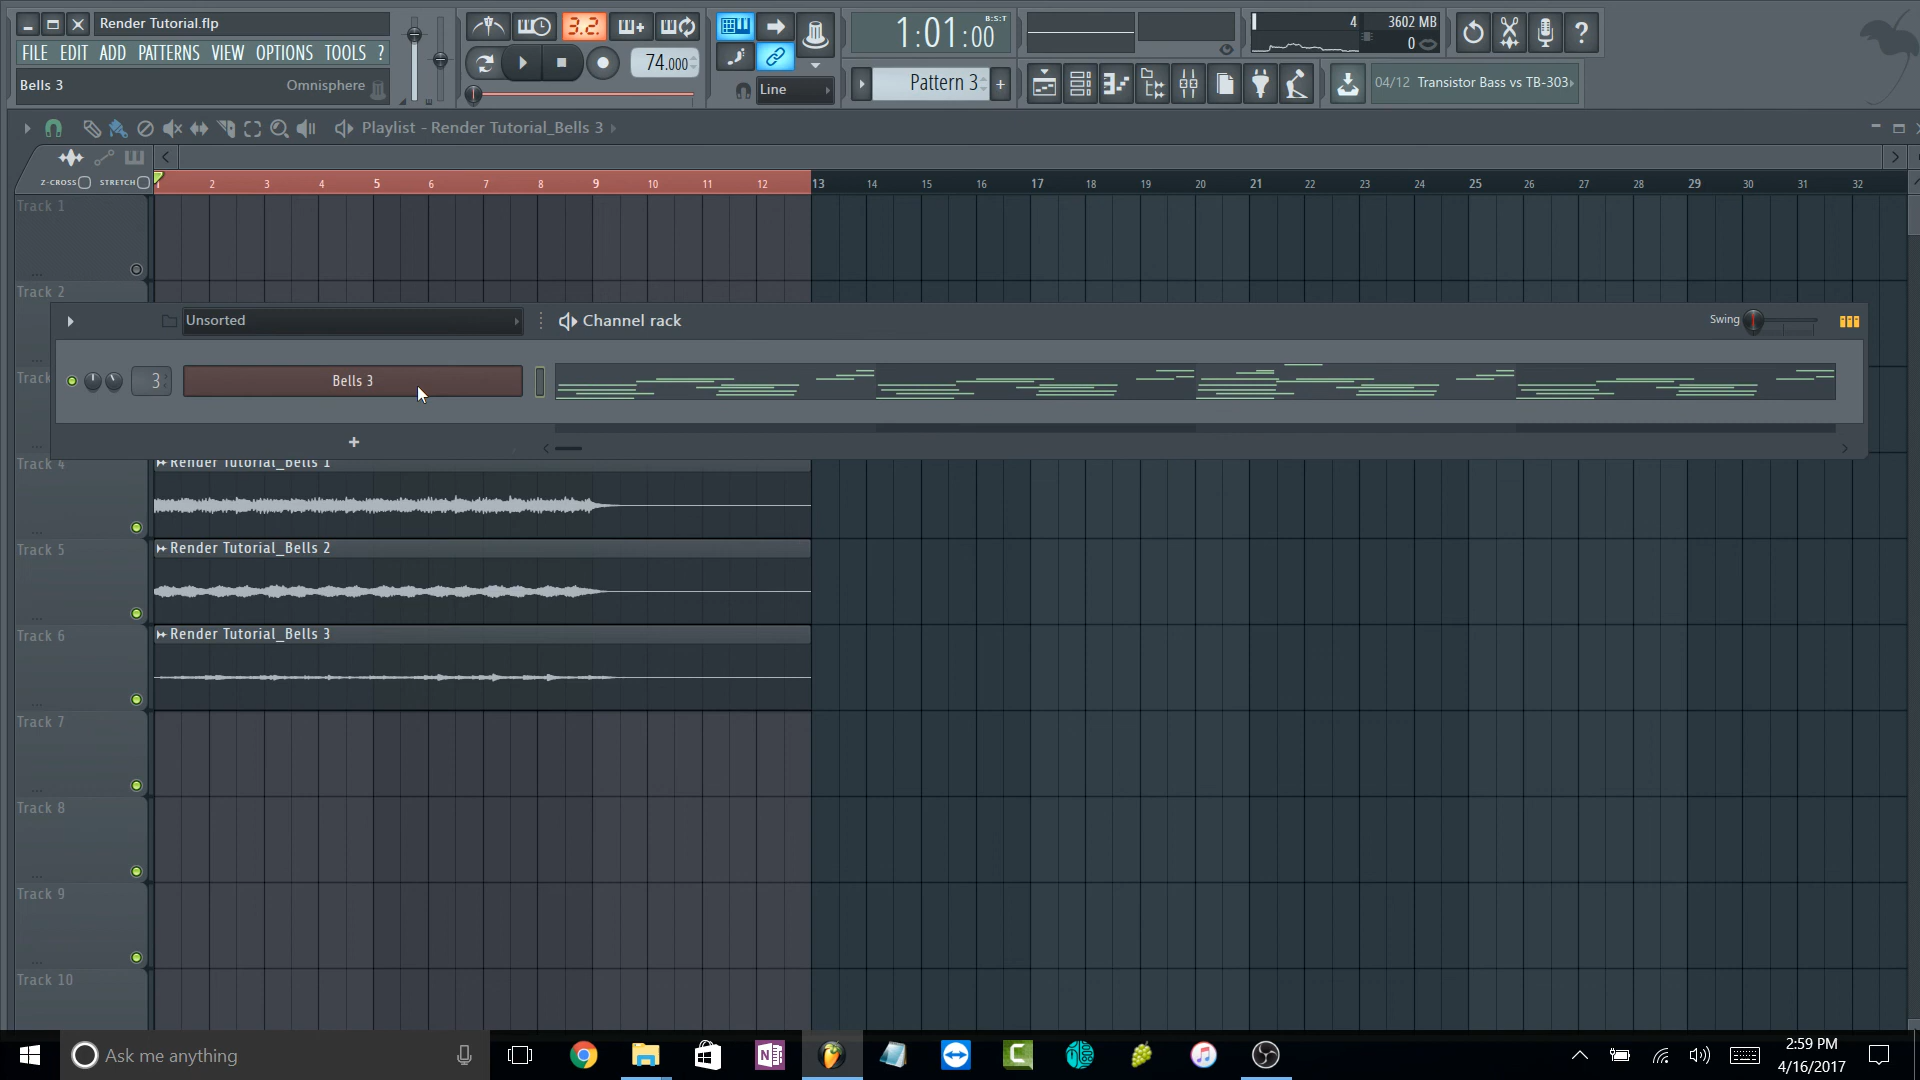 Render Tutorial.flp
FILE EDIT ADD PATTERNS VIEW OPTIONS TOOLS ?
Bells 3
Omnisphere
3.2.
74.000
Line
1:01:00
B:S:T
Pattern 3
4
3602 MB
0
04/12 Transistor Bass vs TB-303
Playlist - Render Tutorial_Bells 3
Z-CROSS STRETCH
1 2 3 4 5 6 7 8 9 10 11 12 13 14 15 16 17 18 19 20 21 22 23 24 25 26 27 28 29 30 31 32
Track 1
Track 2
Unsorted
Channel rack
Swing
Track
3
Bells 3
+
Track 4
Render Tutorial_Bells 1
Track 5
Render Tutorial_Bells 2
Track 6
Render Tutorial_Bells 3
Track 7
Track 8
Track 9
Track 10
Ask me anything
2:59 PM
4/16/2017